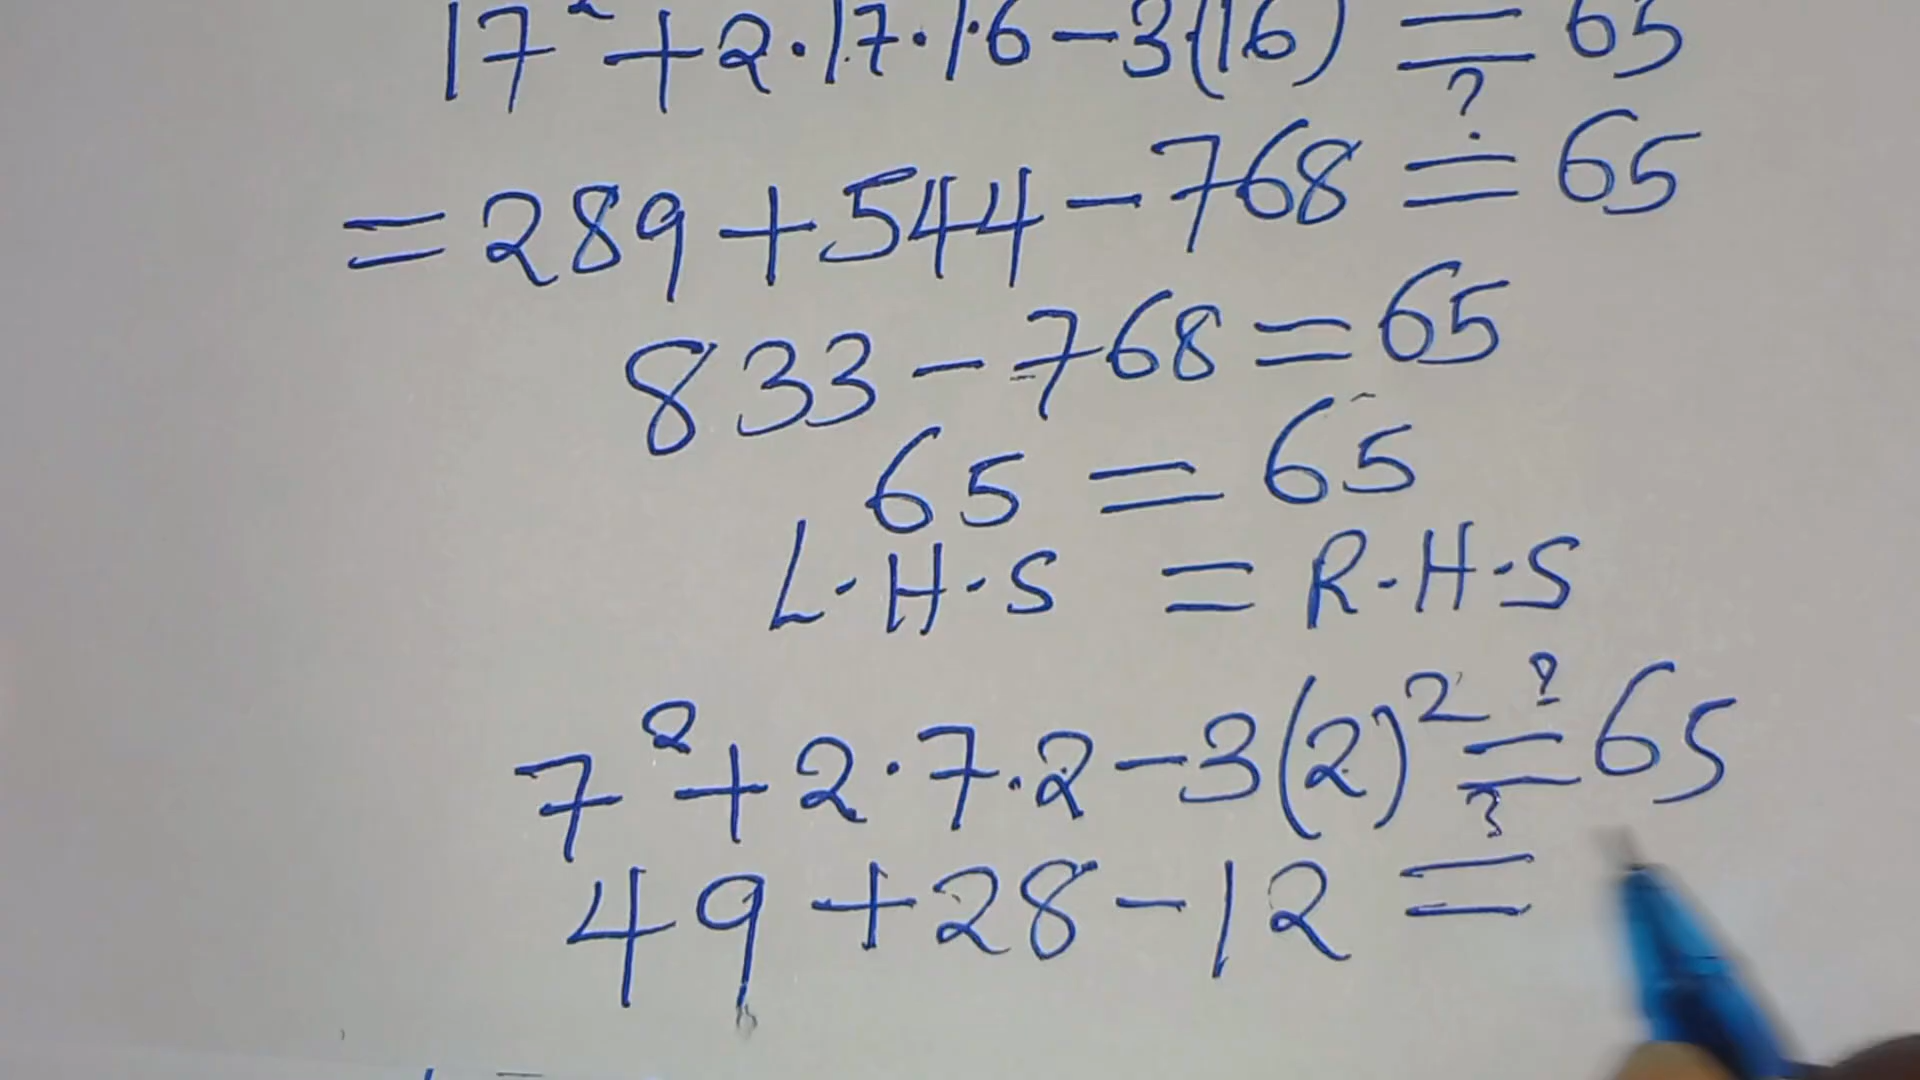 17² + 2·17·16 - 3(16) = 65
= 289 + 544 - 768 ≟ 65
833 - 768 = 65
65 = 65
L·H·S = R·H·S
7² + 2·7·2 - 3(2)² ≟ 65
49 + 28 - 12 ≟